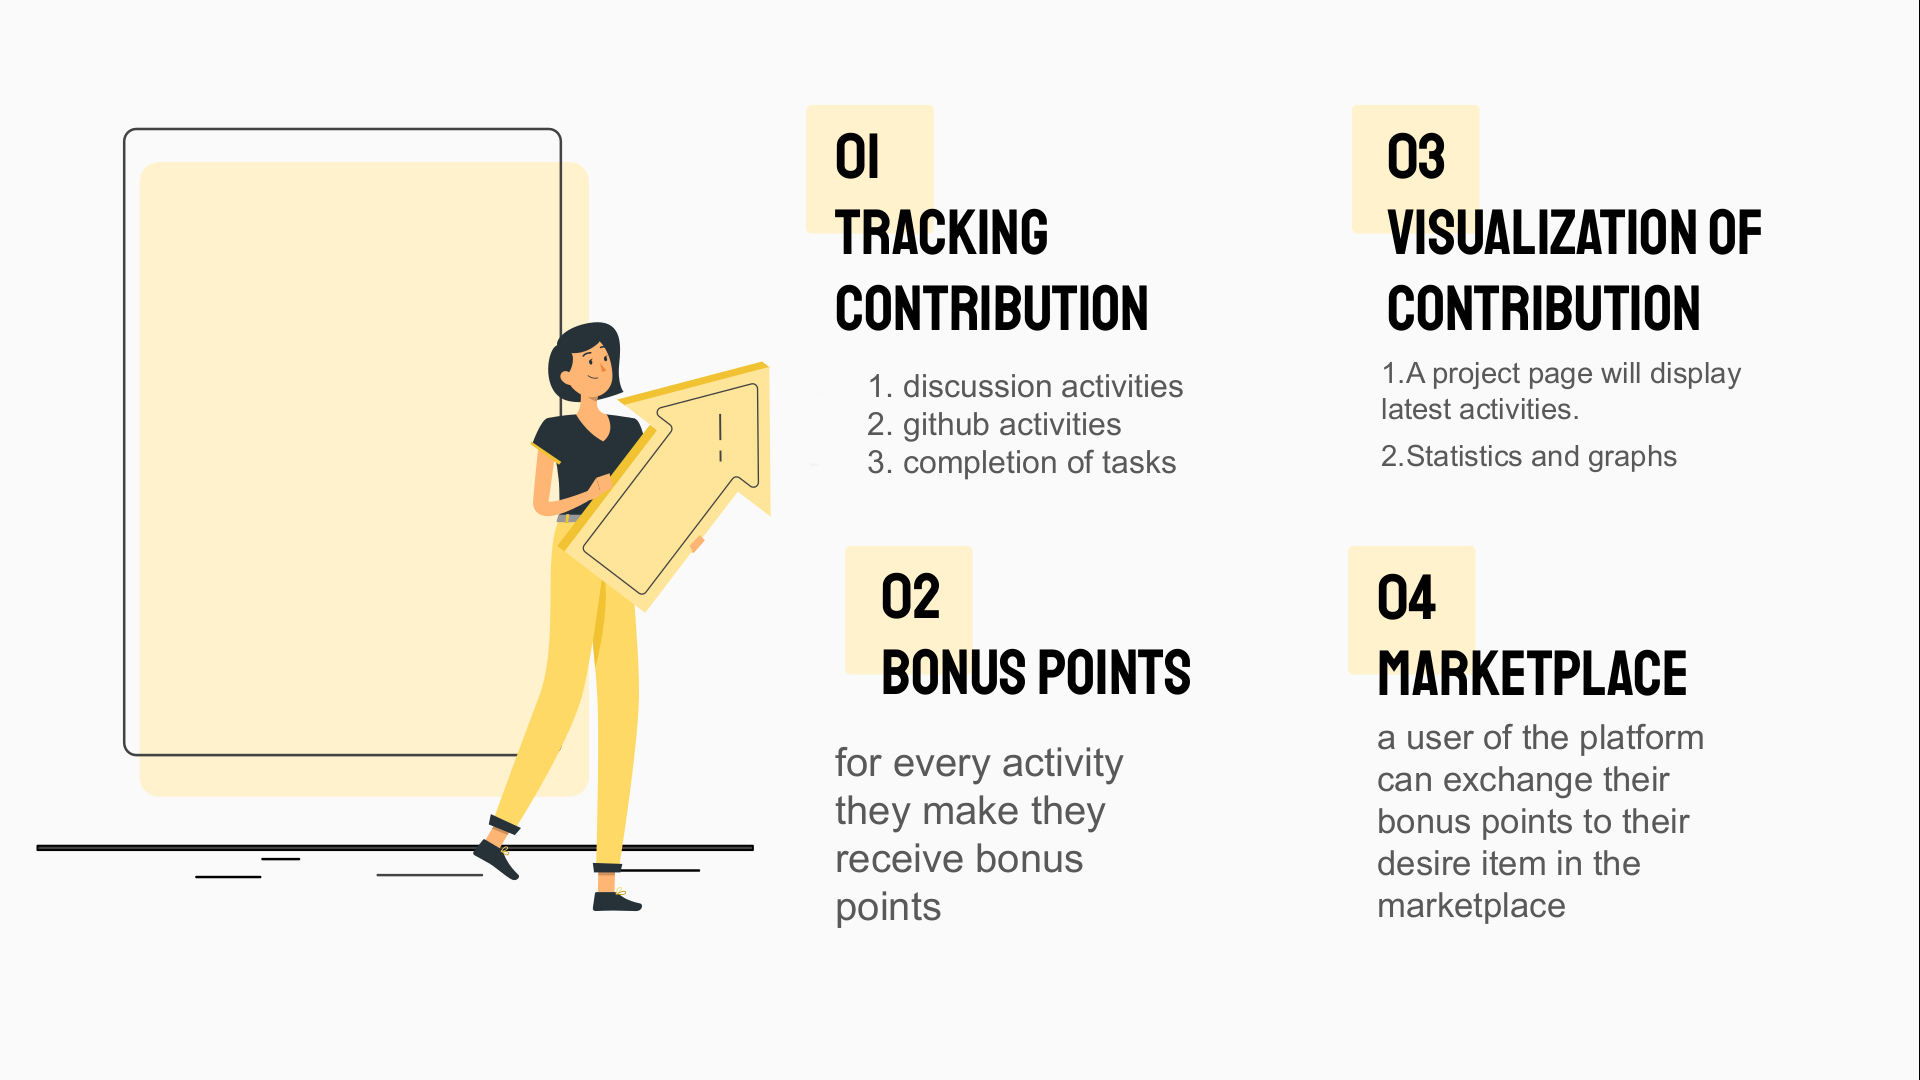 01
TRACKING
CONTRIBUTION
1. discussion activities
2. github activities
3. completion of tasks
02
BONUS POINTS
for every activity
they make they
receive bonus
points
03
VISUALIZATION OF
CONTRIBUTION
1.A project page will display
latest activities.
2.Statistics and graphs
04
MARKETPLACE
a user of the platform
can exchange their
bonus points to their
desire item in the
marketplace